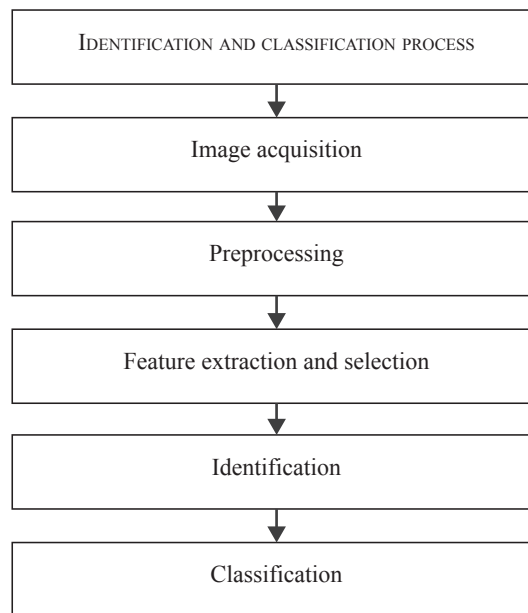 IDENTIFICATION AND CLASSIFICATION PROCESS
Image acquisition
Preprocessing
Feature extraction and selection
Identification
Classification